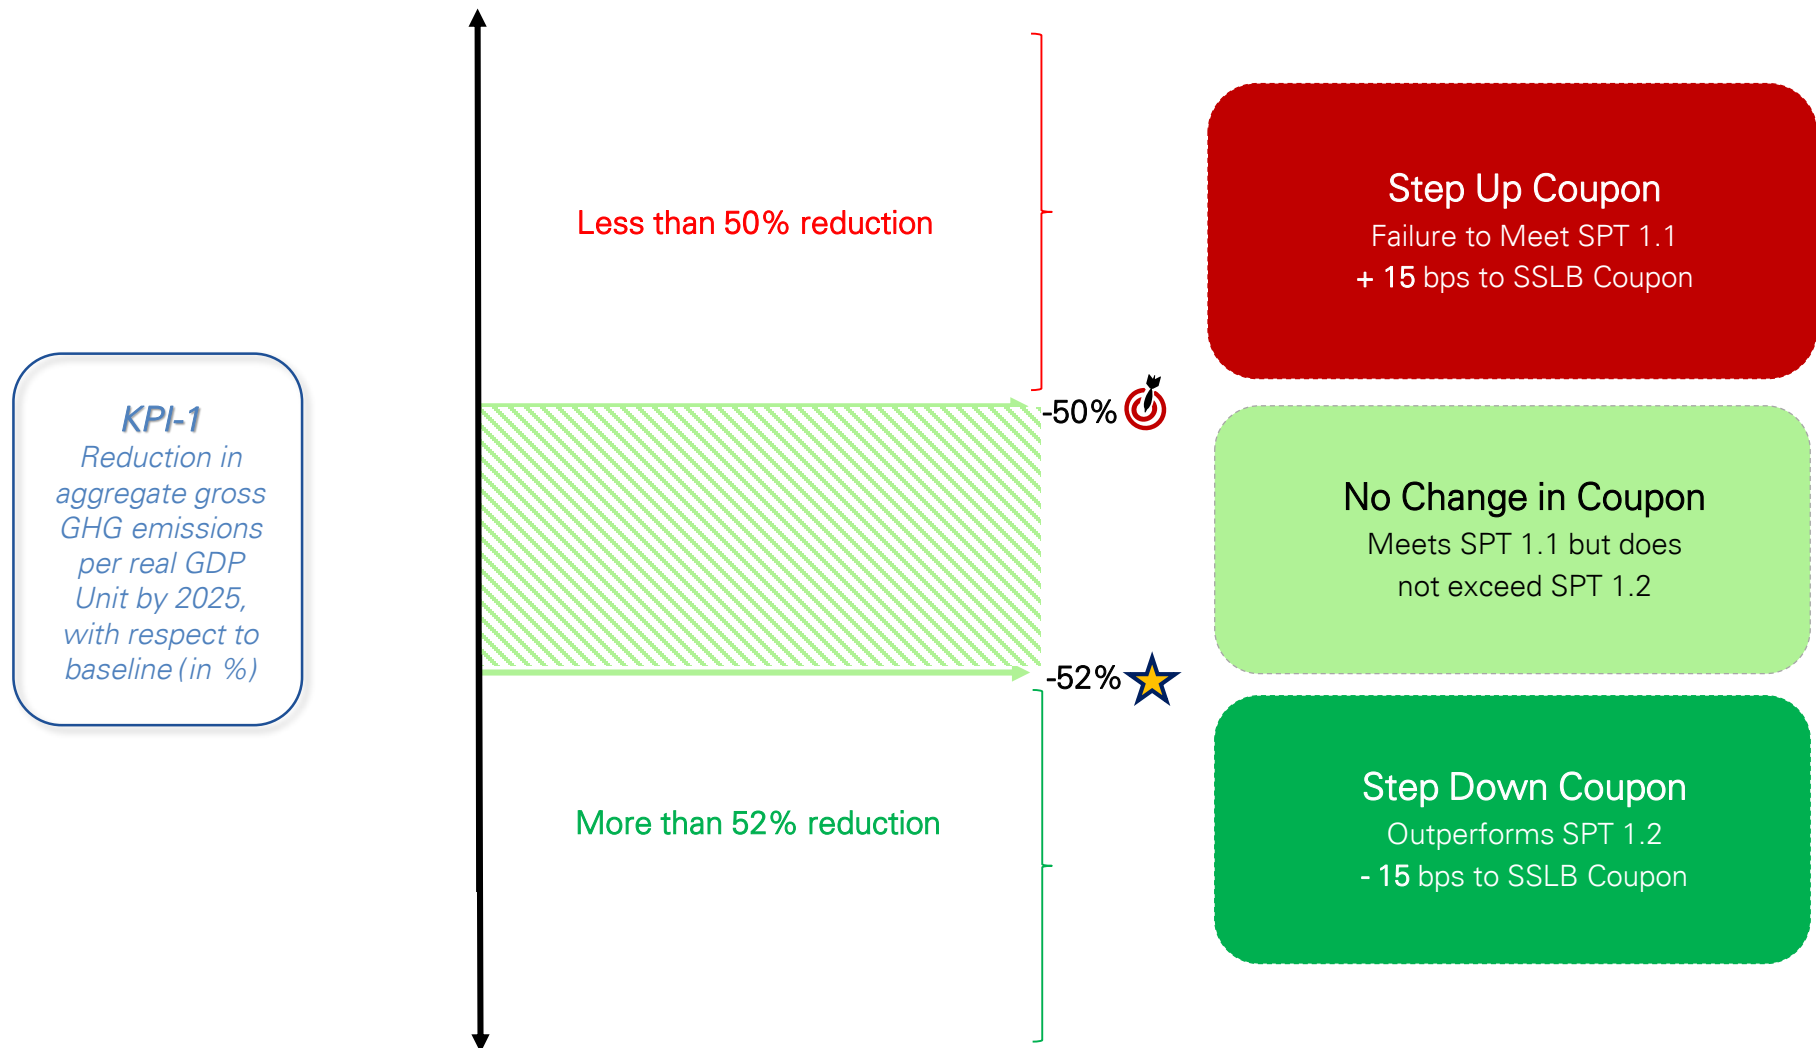 KPI-1
Reduction in
aggregate gross
GHG emissions
per real GDP
Unit by 2025,
with respect to
baseline (in %)
Less than 50% reduction
-50%
-52%
More than 52% reduction
Step Up Coupon
Failure to Meet SPT 1.1
+ 15 bps to SSLB Coupon
No Change in Coupon
Meets SPT 1.1 but does
not exceed SPT 1.2
Step Down Coupon
Outperforms SPT 1.2
- 15 bps to SSLB Coupon